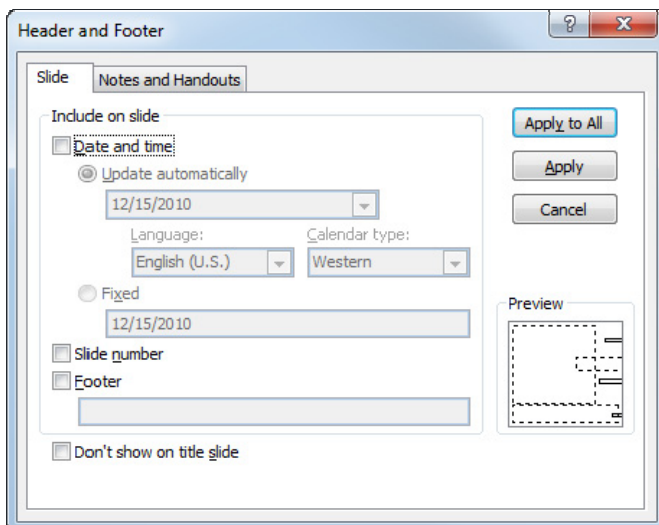 Header and Footer
Slide
Notes and Handouts
Include on slide
Date and time
Update automatically
12/15/2010
Language:
Calendar type:
English (U.S.)
Western
Fixed
12/15/2010
Slide number
Footer
Don't show on title slide
Apply to All
Apply
Cancel
Preview